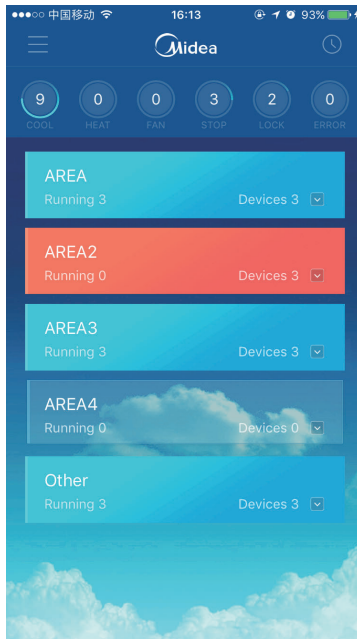 中国移动 16:13 93%
Midea
9 0 0 3 2 0
COOL HEAT FAN STOP LOCK ERROR
AREA
Running 3 Devices 3
AREA2
Running 0 Devices 3
AREA3
Running 3 Devices 3
AREA4
Running 0 Devices 0
Other
Running 3 Devices 3